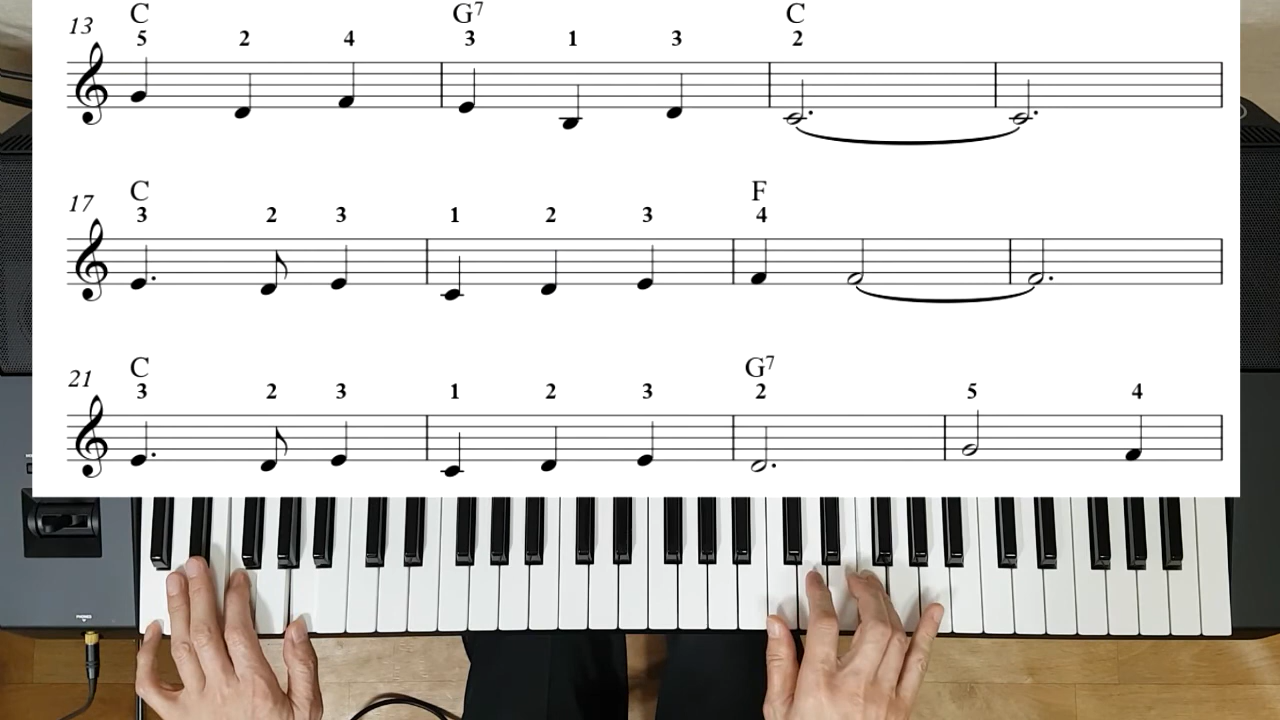 C G7 C
13 5 2 4 3 1 3 2
C F
17 3 2 3 1 2 3 4
C G7
21 3 2 3 1 2 3 2 5 4
PHONES